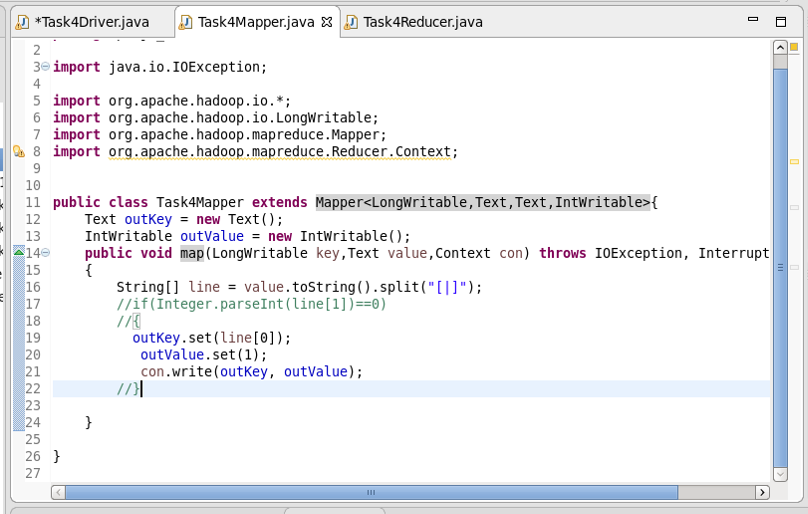 *Task4Driver.java Task4Mapper.java Task4Reducer.java
2
3 import java.io.IOException;
4
5 import org.apache.hadoop.io.*;
6 import org.apache.hadoop.io.LongWritable;
7 import org.apache.hadoop.mapreduce.Mapper;
8 import org.apache.hadoop.mapreduce.Reducer.Context;
9
10
11 public class Task4Mapper extends Mapper<LongWritable,Text,Text,IntWritable>{
12 Text outKey = new Text();
13 IntWritable outValue = new IntWritable();
14 public void map(LongWritable key,Text value,Context con) throws IOException, Interrupt
15 {
16 String[] line = value.toString().split("[|]");
17 //if(Integer.parseInt(line[1])==0)
18 //{
19 outKey.set(line[0]);
20 outValue.set(1);
21 con.write(outKey, outValue);
22 //}
23
24 }
25
26 }
27